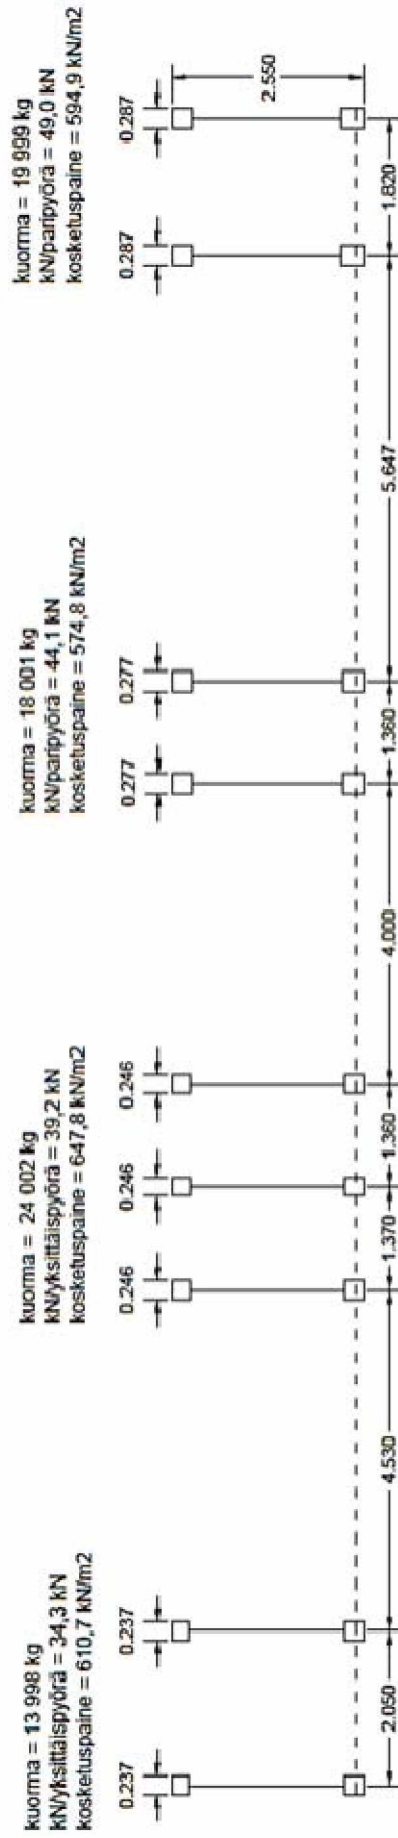 kuorma = 13 998 kg
kN/yksittäispyörä = 34,3 kN
kosketuspaine = 610,7 kN/m2
kuorma = 24 002 kg
kN/yksittäispyörä = 39,2 kN
kosketuspaine = 647,8 kN/m2
kuorma = 18 001 kg
kN/paripyörä = 44,1 kN
kosketuspaine = 574,8 kN/m2
kuorma = 19 999 kg
kN/paripyörä = 49,0 kN
kosketuspaine = 594,9 kN/m2
0.237
0.237
0.246
0.246
0.246
0.277
0.277
0.287
0.287
2.550
2.050
4.530
1.370
1.360
4.000
1.360
5.647
1.820